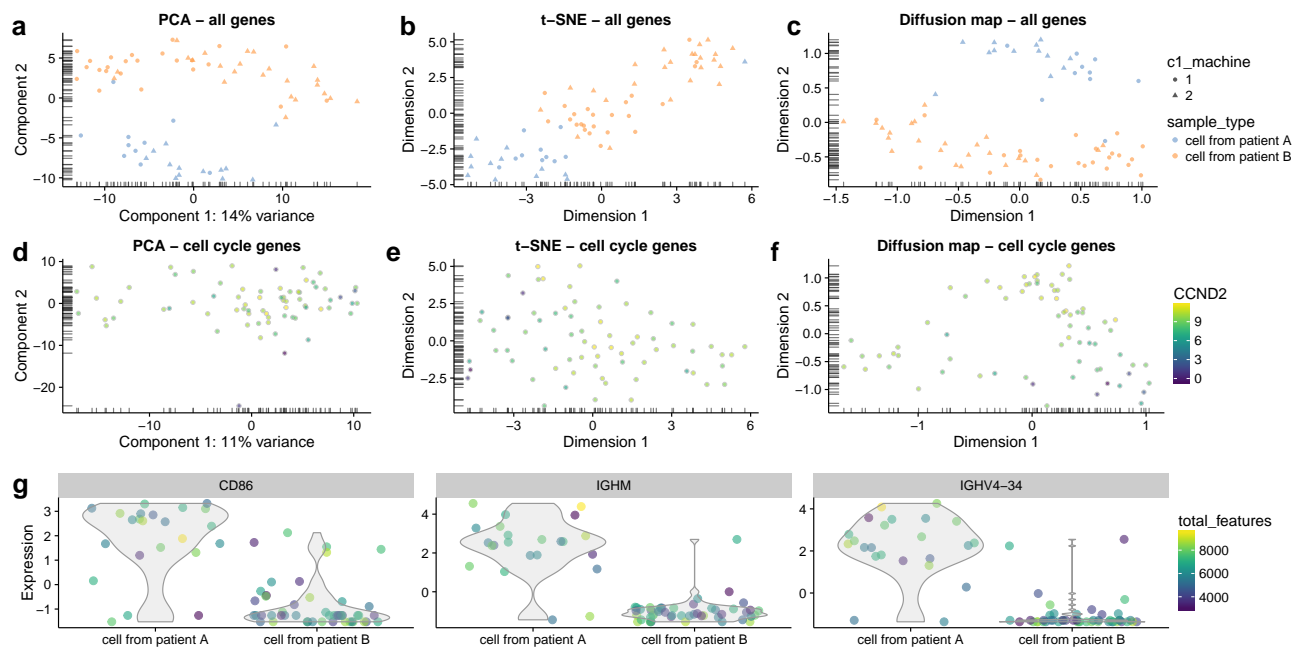 a
PCA − all genes
Component 2
5
0
−5
−10
−10
0
10
Component 1: 14% variance
b
t−SNE − all genes
Dimension 2
5.0
2.5
0.0
−2.5
−5.0
−3
0
3
6
Dimension 1
c
Diffusion map − all genes
Dimension 2
1.0
0.5
0.0
−0.5
−1.5
−1.0
−0.5
0.0
0.5
1.0
Dimension 1
c1_machine
1
2
sample_type
cell from patient A
cell from patient B
d
PCA − cell cycle genes
Component 2
10
0
−10
−20
−10
0
10
Component 1: 11% variance
e
t−SNE − cell cycle genes
Dimension 2
5.0
2.5
0.0
−2.5
−3
0
3
6
Dimension 1
f
Diffusion map − cell cycle genes
Dimension 2
1.0
0.5
0.0
−0.5
−1.0
−1
0
1
Dimension 1
CCND2
9
6
3
0
g
CD86
Expression
3
2
1
0
−1
cell from patient A
cell from patient B
IGHM
4
2
0
cell from patient A
cell from patient B
IGHV4−34
4
2
0
cell from patient A
cell from patient B
total_features
8000
6000
4000